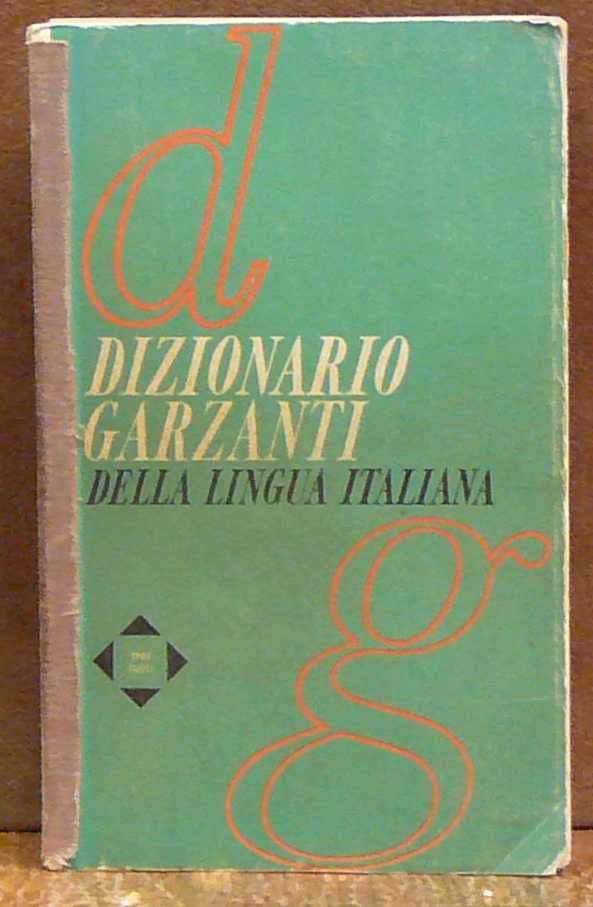 d
DIZIONARIO
GARZANTI
DELLA LINGUA ITALIANA
g